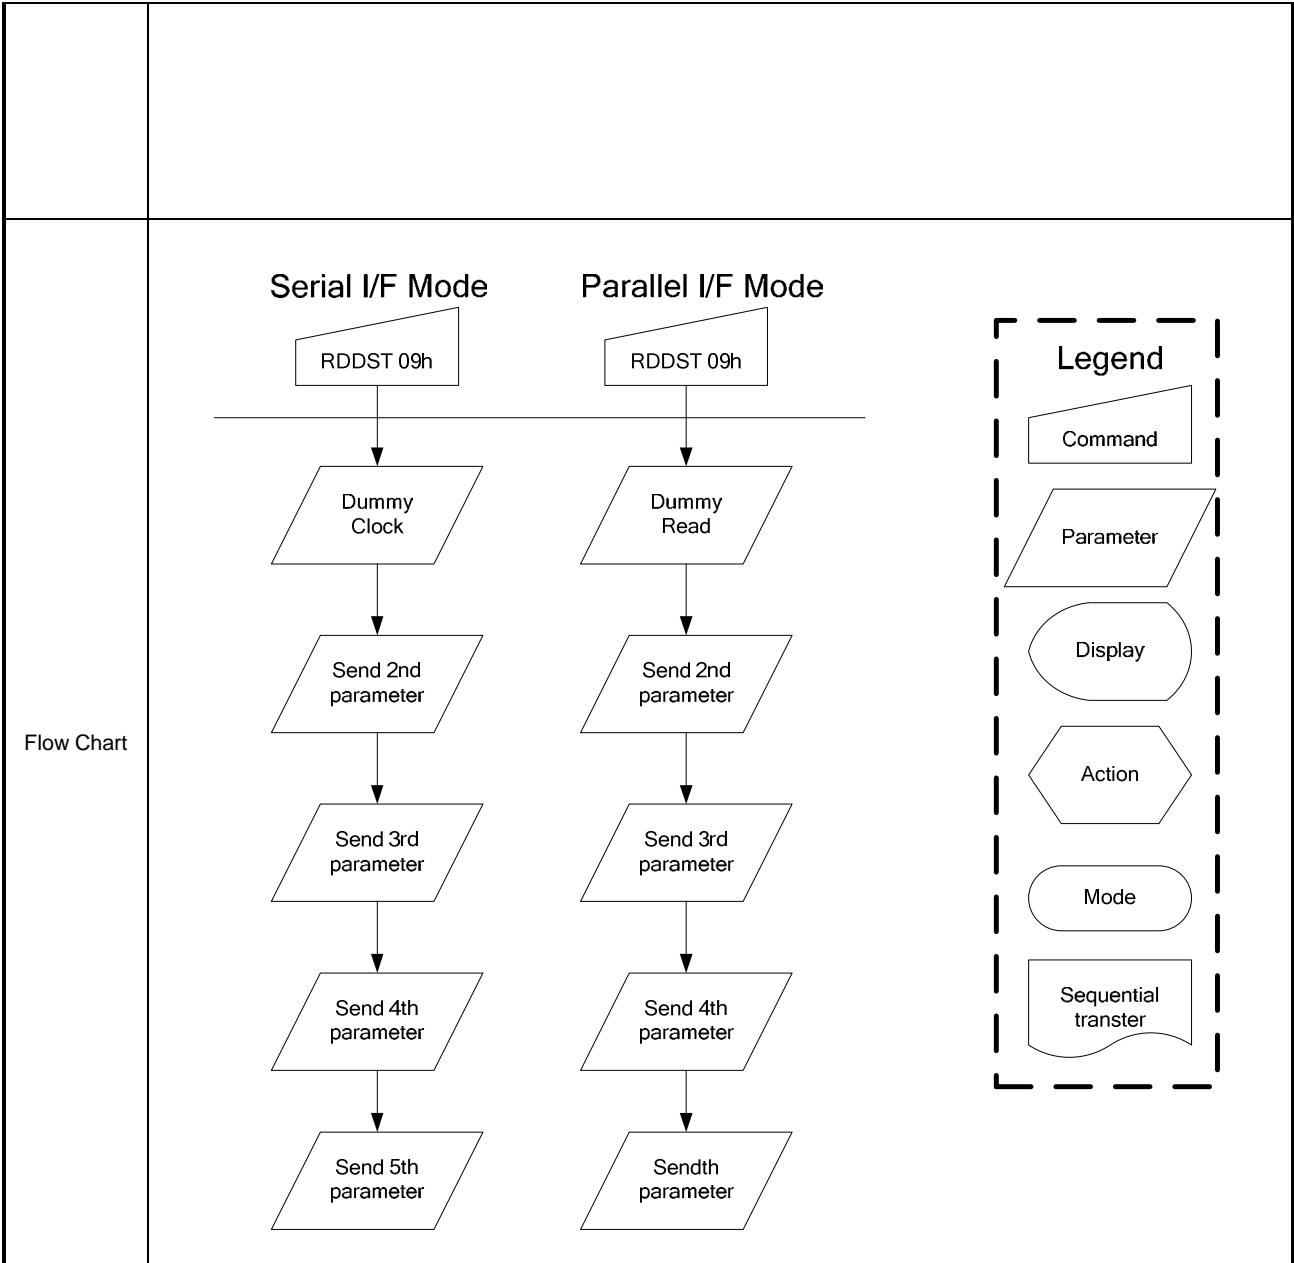 Flow Chart
Serial I/F Mode
RDDST 09h
Dummy
Clock
Send 2nd
parameter
Send 3rd
parameter
Send 4th
parameter
Send 5th
parameter
Parallel I/F Mode
RDDST 09h
Dummy
Read
Send 2nd
parameter
Send 3rd
parameter
Send 4th
parameter
Sendth
parameter
Legend
Command
Parameter
Display
Action
Mode
Sequential
transter